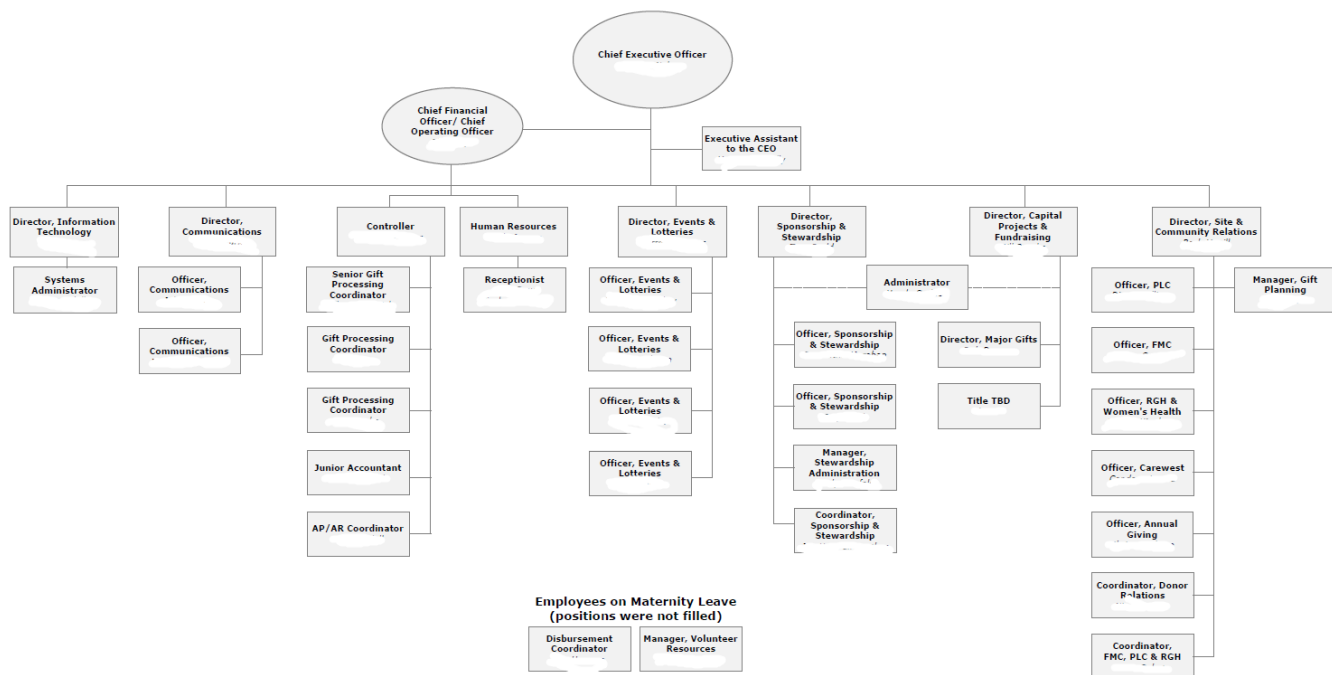 Chief Executive Officer
Chief Financial
Officer/ Chief
Operating Officer
Executive Assistant
to the CEO
Director, Information
Technology
Director,
Communications
Controller
Human Resources
Director, Events &
Lotteries
Director,
Sponsorship &
Stewardship
Director, Capital
Projects &
Fundraising
Director, Site &
Community Relations
Systems
Administrator
Officer,
Communications
Officer,
Communications
Senior Gift
Processing
Coordinator
Gift Processing
Coordinator
Gift Processing
Coordinator
Junior Accountant
AP/AR Coordinator
Receptionist
Officer, Events &
Lotteries
Officer, Events &
Lotteries
Officer, Events &
Lotteries
Officer, Events &
Lotteries
Administrator
Officer, Sponsorship
& Stewardship
Officer, Sponsorship
& Stewardship
Manager,
Stewardship
Administration
Coordinator,
Sponsorship &
Stewardship
Director, Major Gifts
Title TBD
Officer, PLC
Officer, FMC
Officer, RGH &
Women's Health
Officer, Carewest
Officer, Annual
Giving
Coordinator, Donor
Relations
Coordinator,
FMC, PLC & RGH
Manager, Gift
Planning
Employees on Maternity Leave
(positions were not filled)
Disbursement
Coordinator
Manager, Volunteer
Resources